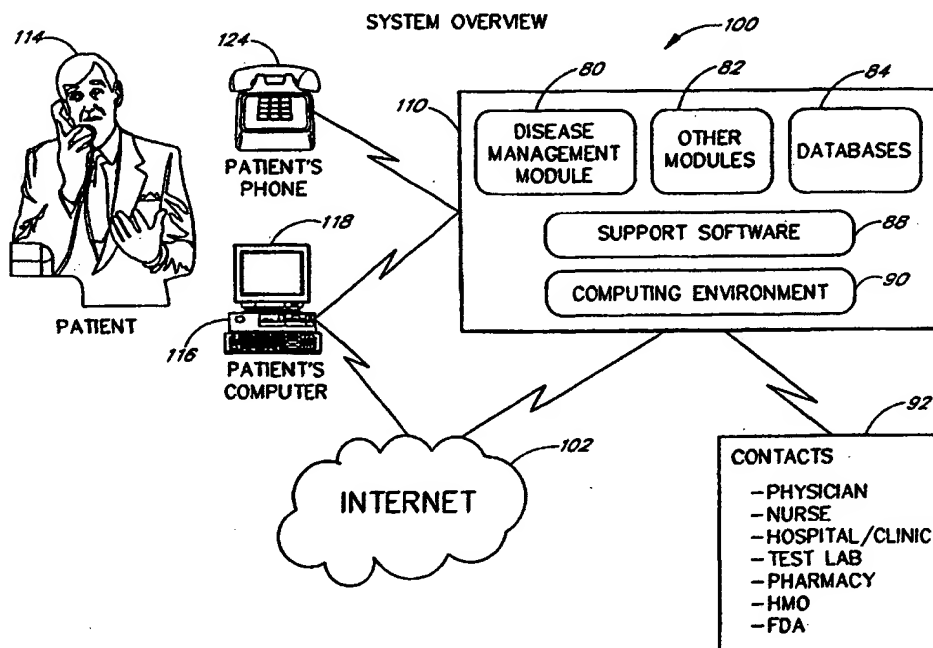 SYSTEM OVERVIEW
100
114
124
PATIENT'S
PHONE
118
116
PATIENT'S
COMPUTER
PATIENT
110
80
82
84
DISEASE
MANAGEMENT
MODULE
OTHER
MODULES
DATABASES
SUPPORT SOFTWARE
88
COMPUTING ENVIRONMENT
90
102
INTERNET
92
CONTACTS
-PHYSICIAN
-NURSE
-HOSPITAL/CLINIC
-TEST LAB
-PHARMACY
-HMO
-FDA